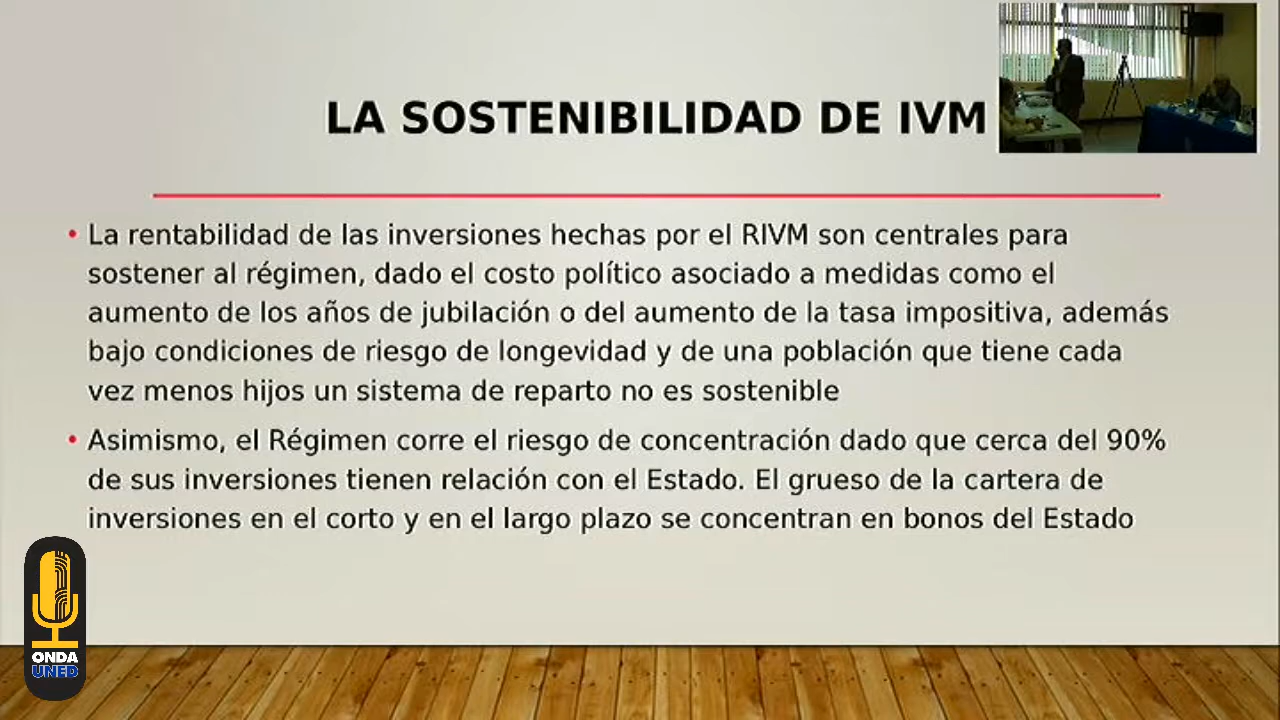 LA SOSTENIBILIDAD DE IVM
• La rentabilidad de las inversiones hechas por el RIVM son centrales para
sostener al régimen, dado el costo político asociado a medidas como el
aumento de los años de jubilación o del aumento de la tasa impositiva, además
bajo condiciones de riesgo de longevidad y de una población que tiene cada
vez menos hijos un sistema de reparto no es sostenible
• Asimismo, el Régimen corre el riesgo de concentración dado que cerca del 90%
de sus inversiones tienen relación con el Estado. El grueso de la cartera de
inversiones en el corto y en el largo plazo se concentran en bonos del Estado
ONDA
UNED